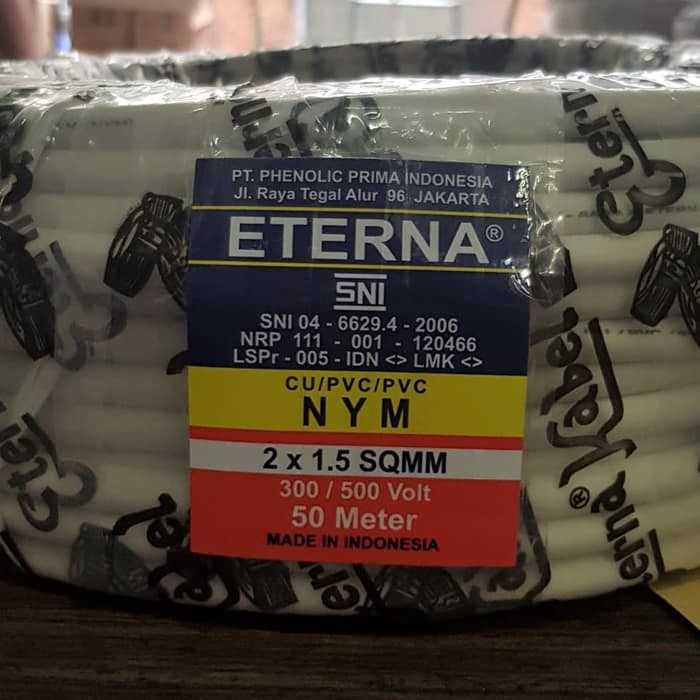 PT. PHENOLIC PRIMA INDONESIA
Jl. Raya Tegal Alur 96 JAKARTA
ETERNA®
SNI
SNI 04 - 6629.4 - 2006
NRP 111 - 001 - 120466
LSPr - 005 - IDN <> LMK <>
CU/PVC/PVC
NYM
2 x 1.5 SQMM
300 / 500 Volt
50 Meter
MADE IN INDONESIA
Kabel
®